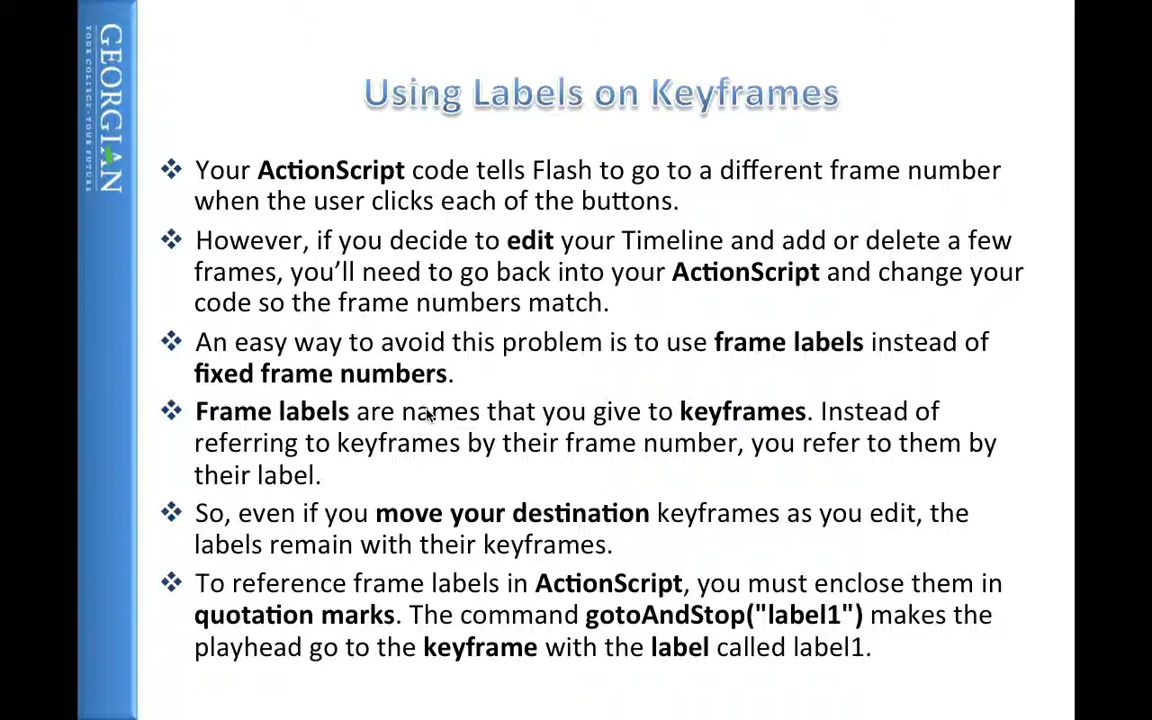 GEORGIAN
YOUR COLLEGE · YOUR FUTURE
Using Labels on Keyframes
Your ActionScript code tells Flash to go to a different frame number
when the user clicks each of the buttons.
However, if you decide to edit your Timeline and add or delete a few
frames, you’ll need to go back into your ActionScript and change your
code so the frame numbers match.
An easy way to avoid this problem is to use frame labels instead of
fixed frame numbers.
Frame labels are names that you give to keyframes. Instead of
referring to keyframes by their frame number, you refer to them by
their label.
So, even if you move your destination keyframes as you edit, the
labels remain with their keyframes.
To reference frame labels in ActionScript, you must enclose them in
quotation marks. The command gotoAndStop("label1") makes the
playhead go to the keyframe with the label called label1.